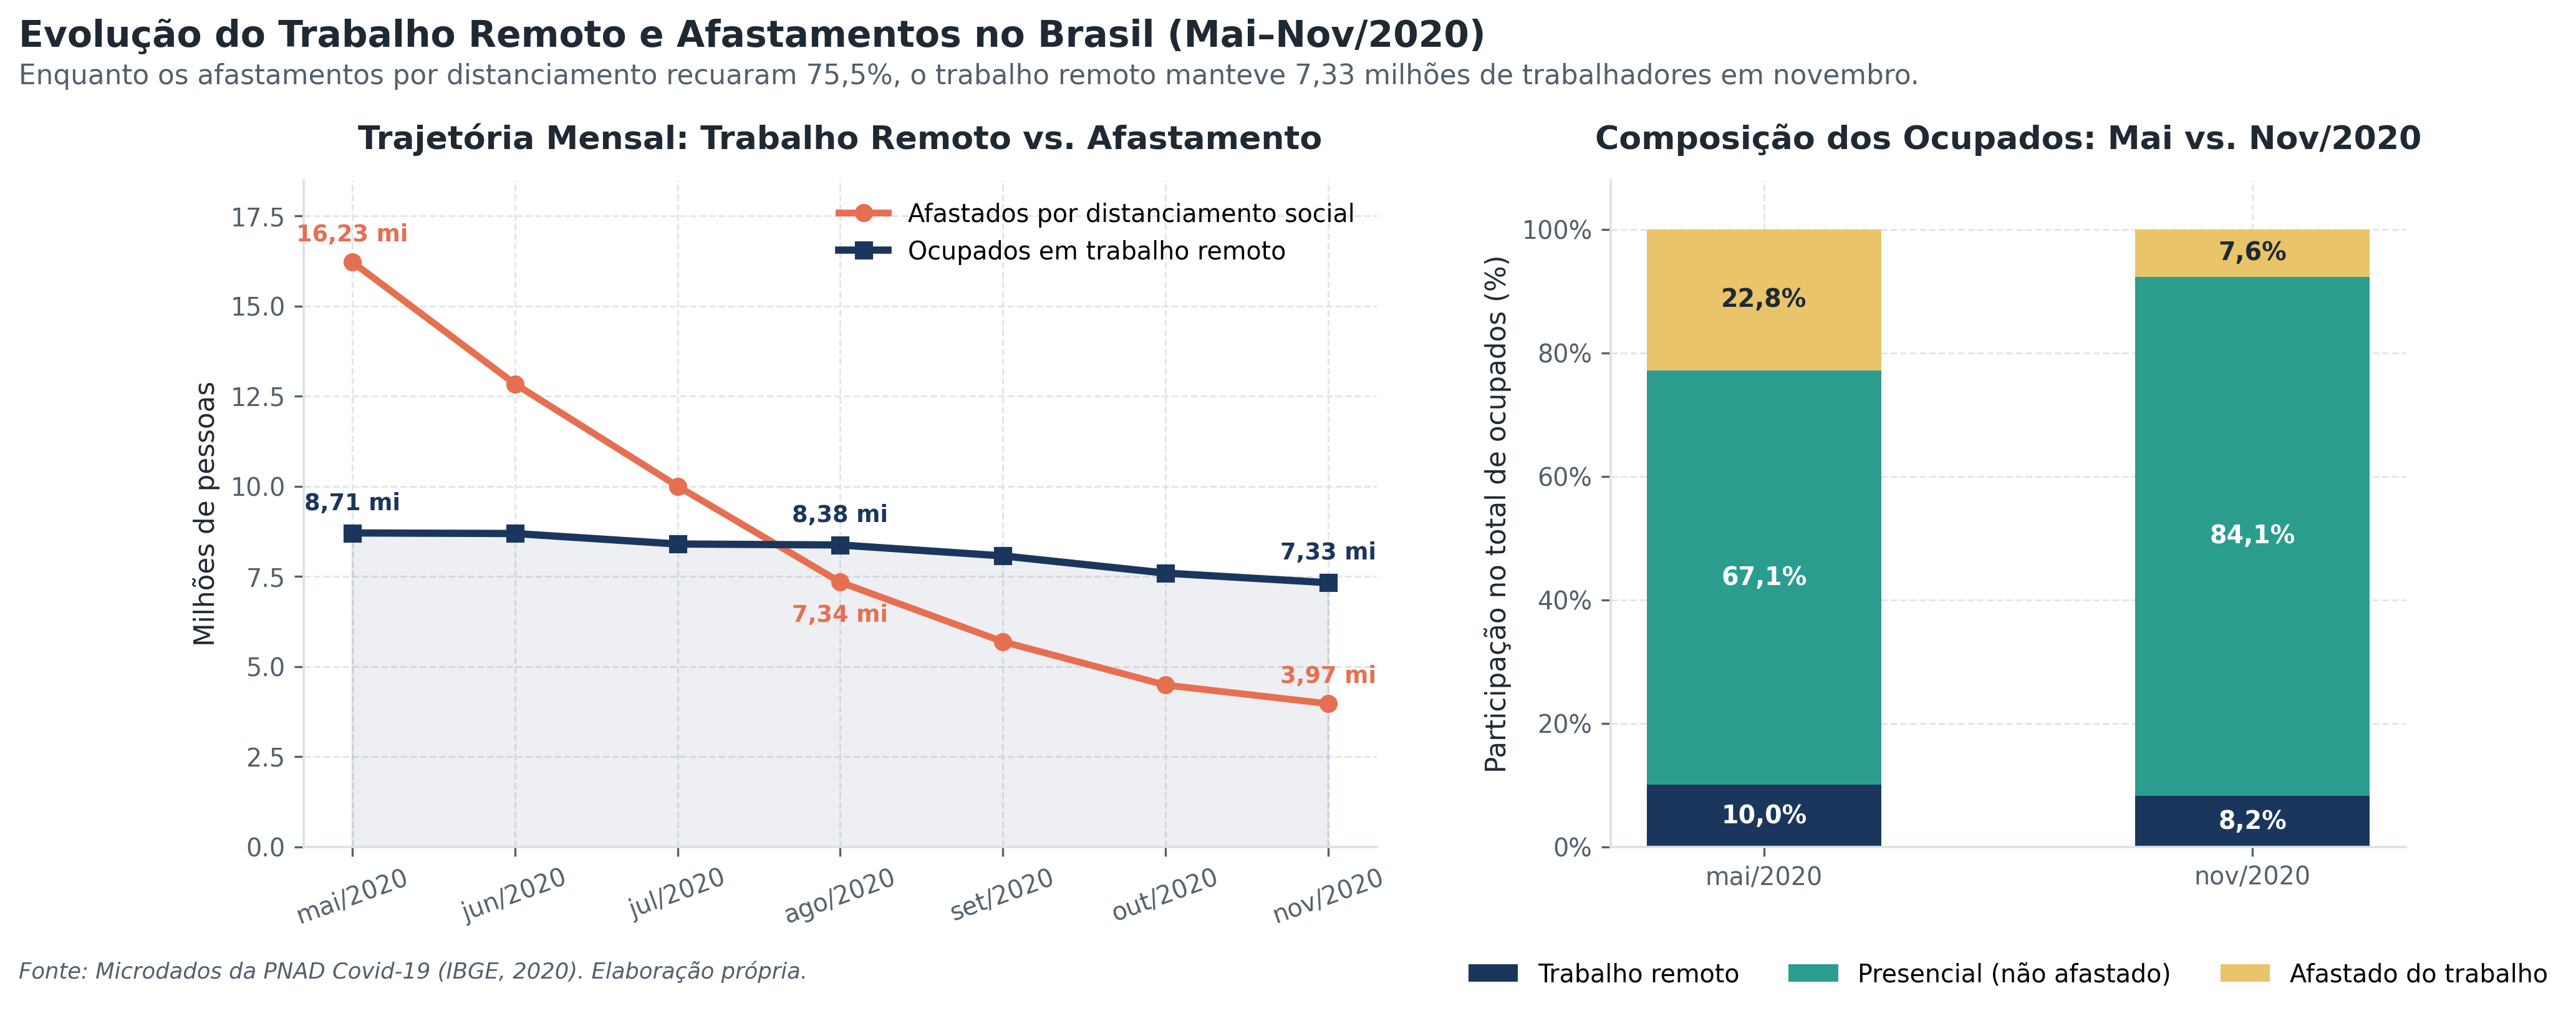 Evolução do Trabalho Remoto e Afastamentos no Brasil (Mai–Nov/2020)
Enquanto os afastamentos por distanciamento recuaram 75,5%, o trabalho remoto manteve 7,33 milhões de trabalhadores em novembro.
Trajetória Mensal: Trabalho Remoto vs. Afastamento
Milhões de pessoas
17.5
15.0
12.5
10.0
7.5
5.0
2.5
0.0
Afastados por distanciamento social
Ocupados em trabalho remoto
16,23 mi
8,71 mi
8,38 mi
7,34 mi
7,33 mi
3,97 mi
mai/2020
jun/2020
jul/2020
ago/2020
set/2020
out/2020
nov/2020
Composição dos Ocupados: Mai vs. Nov/2020
Participação no total de ocupados (%)
100%
80%
60%
40%
20%
0%
22,8%
67,1%
10,0%
7,6%
84,1%
8,2%
mai/2020
nov/2020
Trabalho remoto
Presencial (não afastado)
Afastado do trabalho
Fonte: Microdados da PNAD Covid-19 (IBGE, 2020). Elaboração própria.